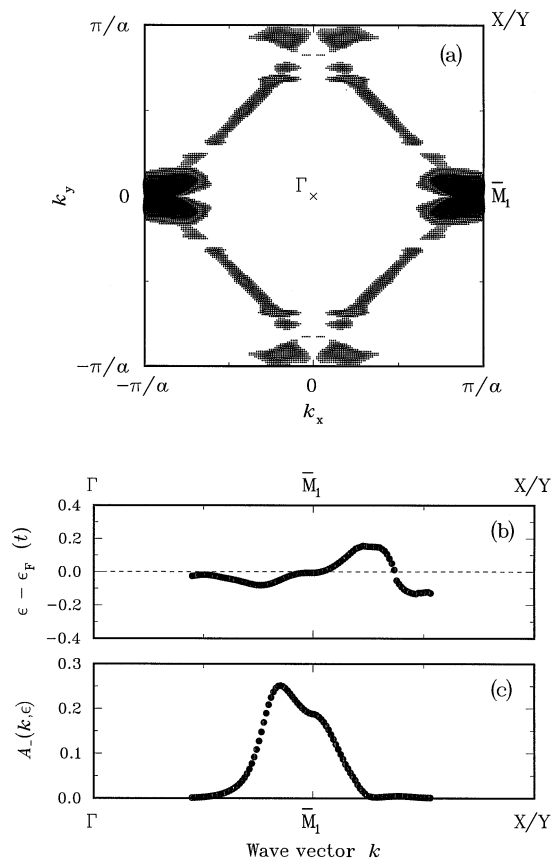 π/a
X/Y
(a)
k_y
0
Γ
M̅₁
-π/a
-π/a
0
π/a
k_x
Γ
M̅₁
X/Y
0.4
(b)
0.2
0.0
-0.2
-0.4
ϵ − ϵ_F (t)
0.3
(c)
0.2
0.1
0.0
A_-(k,ϵ)
Γ
M̅₁
X/Y
Wave vector k